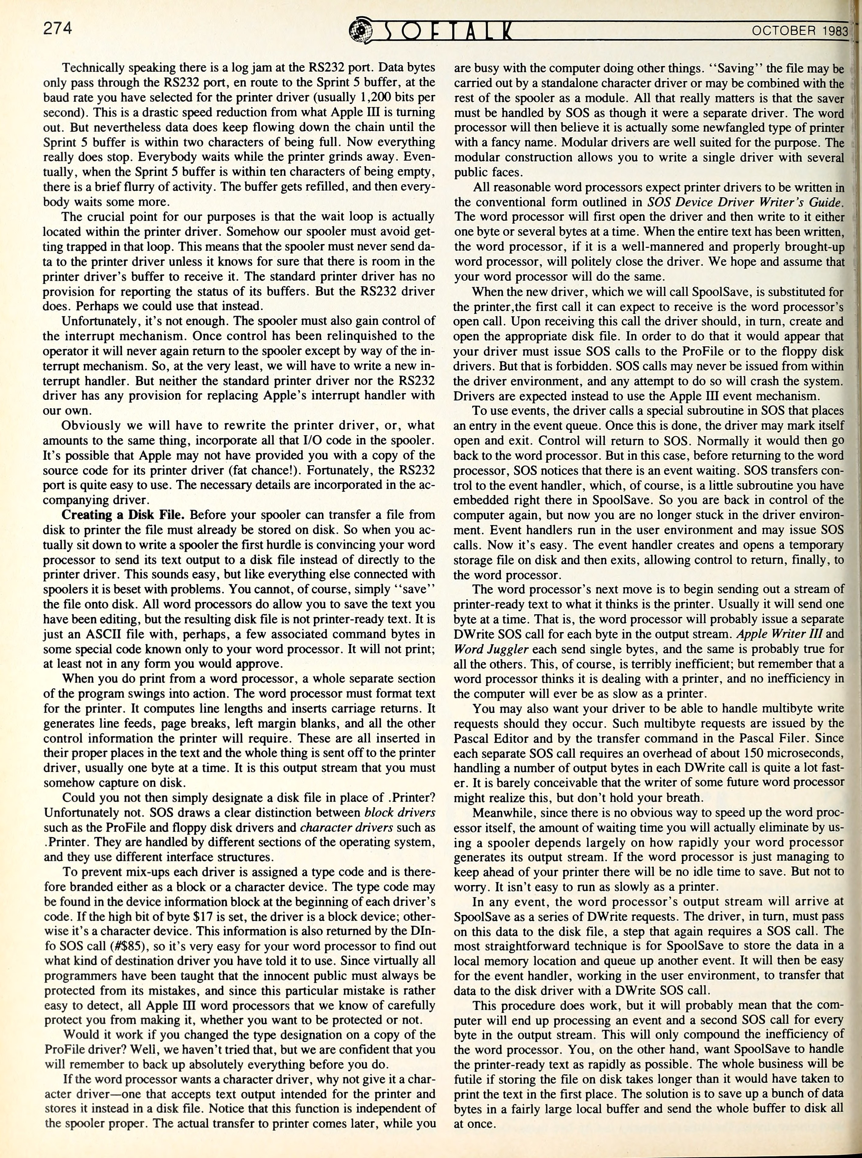 274
SOFTALK
OCTOBER 1983
Technically speaking there is a log jam at the RS232 port. Data bytes
only pass through the RS232 port, en route to the Sprint 5 buffer, at the
baud rate you have selected for the printer driver (usually 1,200 bits per
second). This is a drastic speed reduction from what Apple III is turning
out. But nevertheless data does keep flowing down the chain until the
Sprint 5 buffer is within two characters of being full. Now everything
really does stop. Everybody waits while the printer grinds away. Even-
tually, when the Sprint 5 buffer is within ten characters of being empty,
there is a brief flurry of activity. The buffer gets refilled, and then every-
body waits some more.
The crucial point for our purposes is that the wait loop is actually
located within the printer driver. Somehow our spooler must avoid get-
ting trapped in that loop. This means that the spooler must never send da-
ta to the printer driver unless it knows for sure that there is room in the
printer driver's buffer to receive it. The standard printer driver has no
provision for reporting the status of its buffers. But the RS232 driver
does. Perhaps we could use that instead.
Unfortunately, it's not enough. The spooler must also gain control of
the interrupt mechanism. Once control has been relinquished to the
operator it will never again return to the spooler except by way of the in-
terrupt mechanism. So, at the very least, we will have to write a new in-
terrupt handler. But neither the standard printer driver nor the RS232
driver has any provision for replacing Apple's interrupt handler with
our own.
Obviously we will have to rewrite the printer driver, or, what
amounts to the same thing, incorporate all that I/O code in the spooler.
It's possible that Apple may not have provided you with a copy of the
source code for its printer driver (fat chance!). Fortunately, the RS232
port is quite easy to use. The necessary details are incorporated in the ac-
companying driver.
Creating a Disk File. Before your spooler can transfer a file from
disk to printer the file must already be stored on disk. So when you ac-
tually sit down to write a spooler the first hurdle is convincing your word
processor to send its text output to a disk file instead of directly to the
printer driver. This sounds easy, but like everything else connected with
spoolers it is beset with problems. You cannot, of course, simply "save"
the file onto disk. All word processors do allow you to save the text you
have been editing, but the resulting disk file is not printer-ready text. It is
just an ASCII file with, perhaps, a few associated command bytes in
some special code known only to your word processor. It will not print;
at least not in any form you would approve.
When you do print from a word processor, a whole separate section
of the program swings into action. The word processor must format text
for the printer. It computes line lengths and inserts carriage returns. It
generates line feeds, page breaks, left margin blanks, and all the other
control information the printer will require. These are all inserted in
their proper places in the text and the whole thing is sent off to the printer
driver, usually one byte at a time. It is this output stream that you must
somehow capture on disk.
Could you not then simply designate a disk file in place of .Printer?
Unfortunately not. SOS draws a clear distinction between block drivers
such as the ProFile and floppy disk drivers and character drivers such as
.Printer. They are handled by different sections of the operating system,
and they use different interface structures.
To prevent mix-ups each driver is assigned a type code and is there-
fore branded either as a block or a character device. The type code may
be found in the device information block at the beginning of each driver's
code. If the high bit of byte $17 is set, the driver is a block device; other-
wise it's a character device. This information is also returned by the DIn-
fo SOS call (#$85), so it's very easy for your word processor to find out
what kind of destination driver you have told it to use. Since virtually all
programmers have been taught that the innocent public must always be
protected from its mistakes, and since this particular mistake is rather
easy to detect, all Apple III word processors that we know of carefully
protect you from making it, whether you want to be protected or not.
Would it work if you changed the type designation on a copy of the
ProFile driver? Well, we haven't tried that, but we are confident that you
will remember to back up absolutely everything before you do.
If the word processor wants a character driver, why not give it a char-
acter driver—one that accepts text output intended for the printer and
stores it instead in a disk file. Notice that this function is independent of
the spooler proper. The actual transfer to printer comes later, while you
are busy with the computer doing other things. "Saving" the file may be
carried out by a standalone character driver or may be combined with the
rest of the spooler as a module. All that really matters is that the saver
must be handled by SOS as though it were a separate driver. The word
processor will then believe it is actually some newfangled type of printer
with a fancy name. Modular drivers are well suited for the purpose. The
modular construction allows you to write a single driver with several
public faces.
All reasonable word processors expect printer drivers to be written in
the conventional form outlined in SOS Device Driver Writer's Guide.
The word processor will first open the driver and then write to it either
one byte or several bytes at a time. When the entire text has been written,
the word processor, if it is a well-mannered and properly brought-up
word processor, will politely close the driver. We hope and assume that
your word processor will do the same.
When the new driver, which we will call SpoolSave, is substituted for
the printer,the first call it can expect to receive is the word processor's
open call. Upon receiving this call the driver should, in turn, create and
open the appropriate disk file. In order to do that it would appear that
your driver must issue SOS calls to the ProFile or to the floppy disk
drivers. But that is forbidden. SOS calls may never be issued from within
the driver environment, and any attempt to do so will crash the system.
Drivers are expected instead to use the Apple III event mechanism.
To use events, the driver calls a special subroutine in SOS that places
an entry in the event queue. Once this is done, the driver may mark itself
open and exit. Control will return to SOS. Normally it would then go
back to the word processor. But in this case, before returning to the word
processor, SOS notices that there is an event waiting. SOS transfers con-
trol to the event handler, which, of course, is a little subroutine you have
embedded right there in SpoolSave. So you are back in control of the
computer again, but now you are no longer stuck in the driver environ-
ment. Event handlers run in the user environment and may issue SOS
calls. Now it's easy. The event handler creates and opens a temporary
storage file on disk and then exits, allowing control to return, finally, to
the word processor.
The word processor's next move is to begin sending out a stream of
printer-ready text to what it thinks is the printer. Usually it will send one
byte at a time. That is, the word processor will probably issue a separate
DWrite SOS call for each byte in the output stream. Apple Writer III and
Word Juggler each send single bytes, and the same is probably true for
all the others. This, of course, is terribly inefficient; but remember that a
word processor thinks it is dealing with a printer, and no inefficiency in
the computer will ever be as slow as a printer.
You may also want your driver to be able to handle multibyte write
requests should they occur. Such multibyte requests are issued by the
Pascal Editor and by the transfer command in the Pascal Filer. Since
each separate SOS call requires an overhead of about 150 microseconds,
handling a number of output bytes in each DWrite call is quite a lot fast-
er. It is barely conceivable that the writer of some future word processor
might realize this, but don't hold your breath.
Meanwhile, since there is no obvious way to speed up the word proc-
essor itself, the amount of waiting time you will actually eliminate by us-
ing a spooler depends largely on how rapidly your word processor
generates its output stream. If the word processor is just managing to
keep ahead of your printer there will be no idle time to save. But not to
worry. It isn't easy to run as slowly as a printer.
In any event, the word processor's output stream will arrive at
SpoolSave as a series of DWrite requests. The driver, in turn, must pass
on this data to the disk file, a step that again requires a SOS call. The
most straightforward technique is for SpoolSave to store the data in a
local memory location and queue up another event. It will then be easy
for the event handler, working in the user environment, to transfer that
data to the disk driver with a DWrite SOS call.
This procedure does work, but it will probably mean that the com-
puter will end up processing an event and a second SOS call for every
byte in the output stream. This will only compound the inefficiency of
the word processor. You, on the other hand, want SpoolSave to handle
the printer-ready text as rapidly as possible. The whole business will be
futile if storing the file on disk takes longer than it would have taken to
print the text in the first place. The solution is to save up a bunch of data
bytes in a fairly large local buffer and send the whole buffer to disk all
at once.